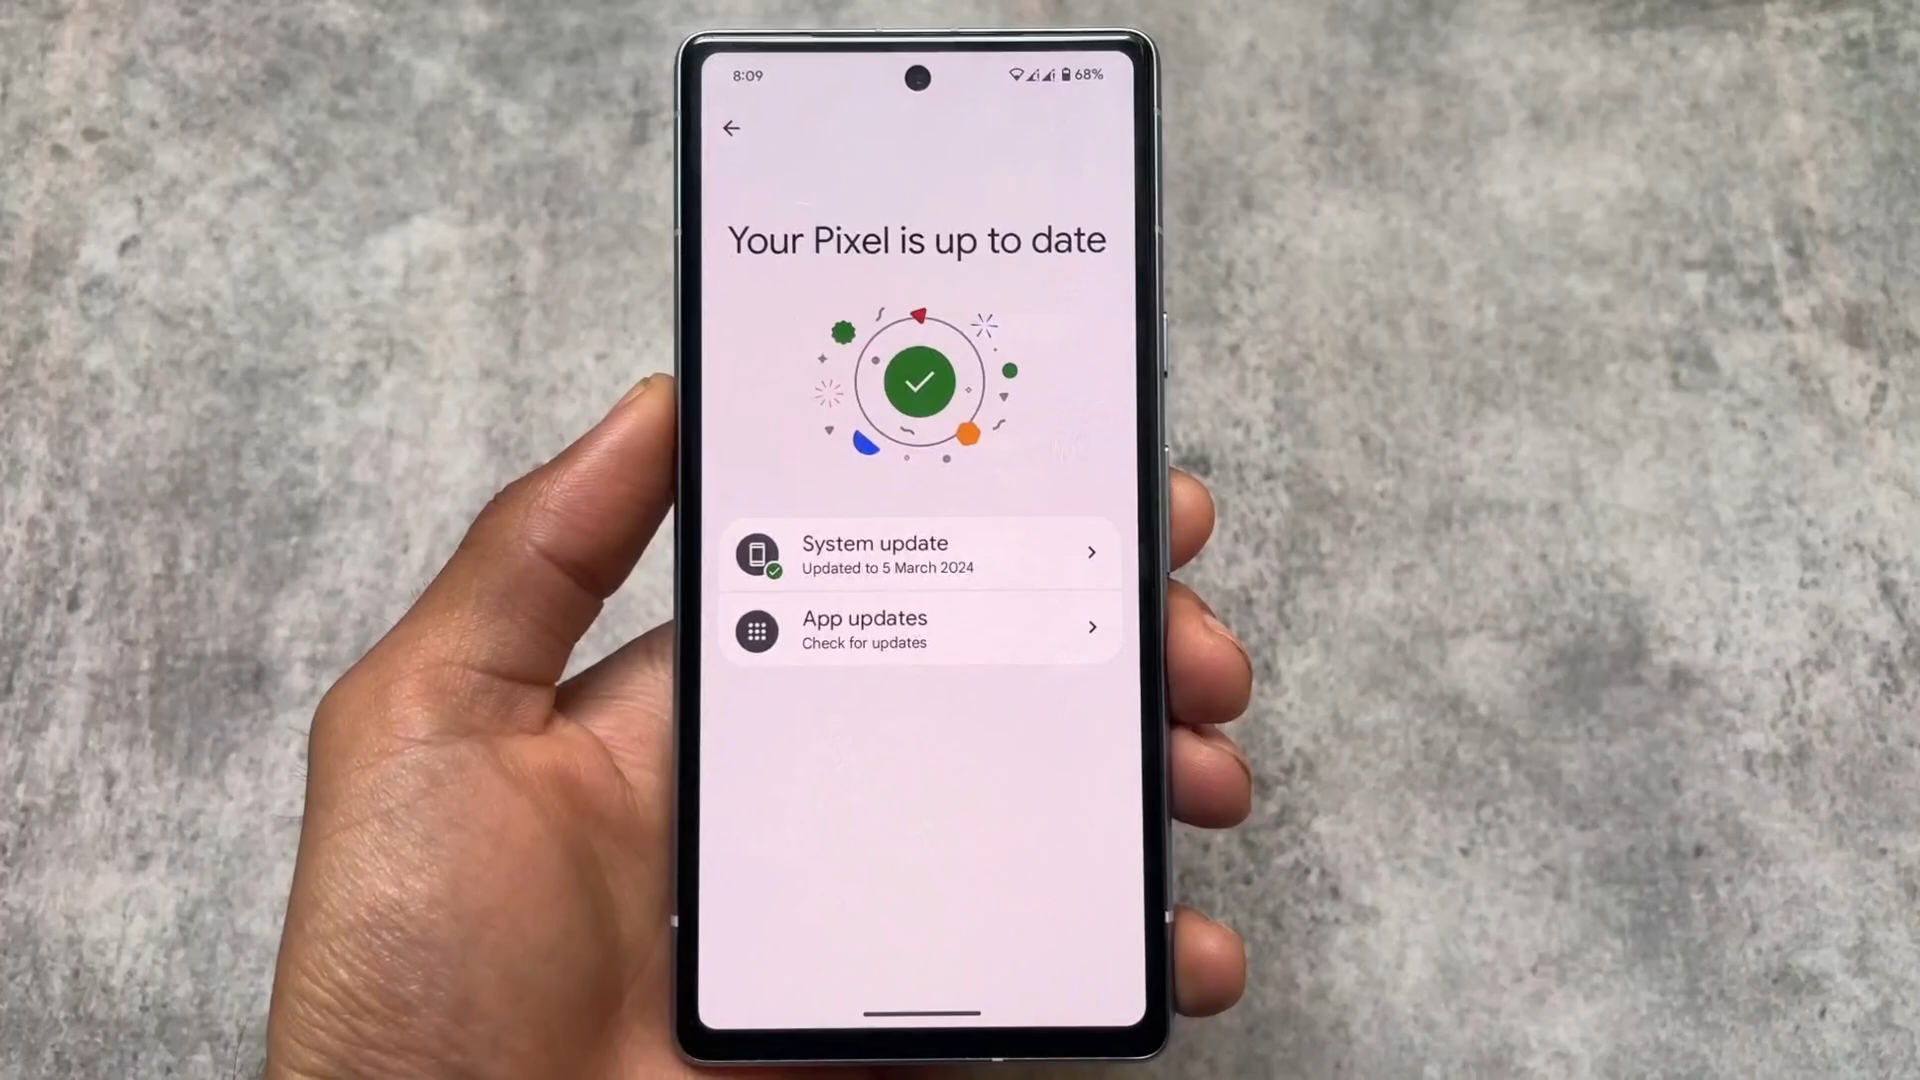 8:09
68%
Your Pixel is up to date
System update
Updated to 5 March 2024
App updates
Check for updates